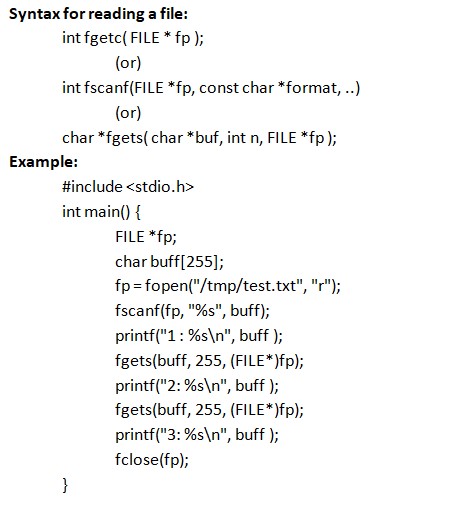 Syntax for reading a file:
int fgetc( FILE * fp );
(or)
int fscanf(FILE *fp, const char *format, ..)
(or)
char *fgets( char *buf, int n, FILE *fp );
Example:
#include <stdio.h>
int main() {
FILE *fp;
char buff[255];
fp = fopen("/tmp/test.txt", "r");
fscanf(fp, "%s", buff);
printf("1 : %s\n", buff );
fgets(buff, 255, (FILE*)fp);
printf("2: %s\n", buff );
fgets(buff, 255, (FILE*)fp);
printf("3: %s\n", buff );
fclose(fp);
}